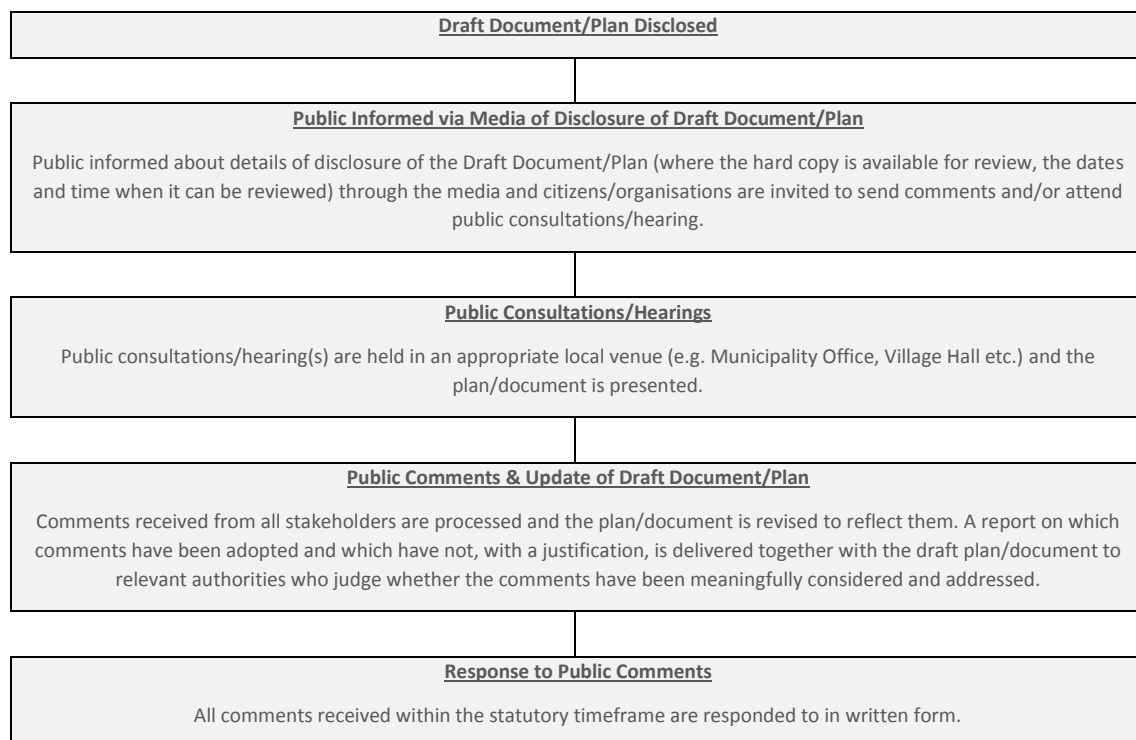 Draft Document/Plan Disclosed
Public Informed via Media of Disclosure of Draft Document/Plan
Public informed about details of disclosure of the Draft Document/Plan (where the hard copy is available for review, the dates
and time when it can be reviewed) through the media and citizens/organisations are invited to send comments and/or attend
public consultations/hearing.
Public Consultations/Hearings
Public consultations/hearing(s) are held in an appropriate local venue (e.g. Municipality Office, Village Hall etc.) and the
plan/document is presented.
Public Comments & Update of Draft Document/Plan
Comments received from all stakeholders are processed and the plan/document is revised to reflect them. A report on which
comments have been adopted and which have not, with a justification, is delivered together with the draft plan/document to
relevant authorities who judge whether the comments have been meaningfully considered and addressed.
Response to Public Comments
All comments received within the statutory timeframe are responded to in written form.